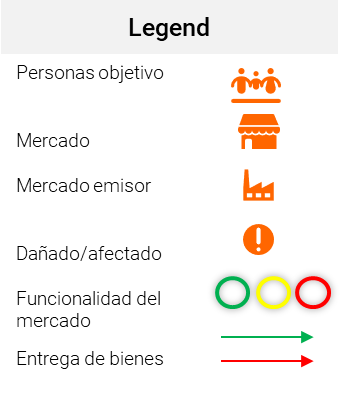 Legend
Personas objetivo
Mercado
Mercado emisor
Dañado/afectado
Funcionalidad del
mercado
Entrega de bienes